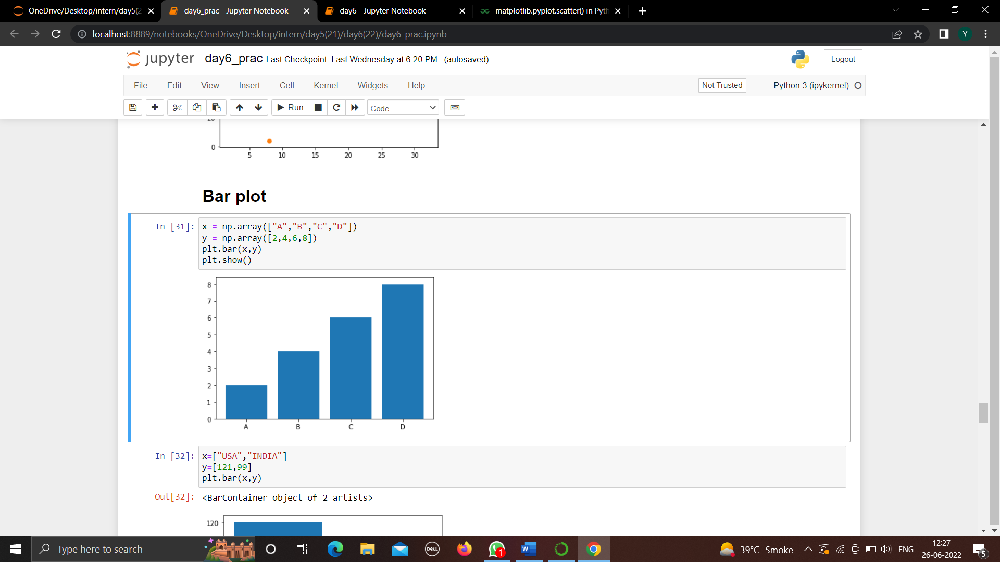 OneDrive/Desktop/intern/day5(2
day6_prac - Jupyter Notebook
day6 - Jupyter Notebook
matplotlib.pyplot.scatter() in Pyth
localhost:8889/notebooks/OneDrive/Desktop/intern/day5(21)/day6(22)/day6_prac.ipynb
Y
jupyter day6_prac Last Checkpoint: Last Wednesday at 6:20 PM (autosaved)
Logout
File Edit View Insert Cell Kernel Widgets Help
Not Trusted
Python 3 (ipykernel)
Run
Code
20
0
5 10 15 20 25 30
Bar plot
In [31]:
x = np.array(["A","B","C","D"])
y = np.array([2,4,6,8])
plt.bar(x,y)
plt.show()
8
7
6
5
4
3
2
1
0
A B C D
In [32]:
x=["USA","INDIA"]
y=[121,99]
plt.bar(x,y)
Out[32]: <BarContainer object of 2 artists>
120
Type here to search
DELL
1
W
39°C Smoke
ENG
12:27
26-06-2022
5